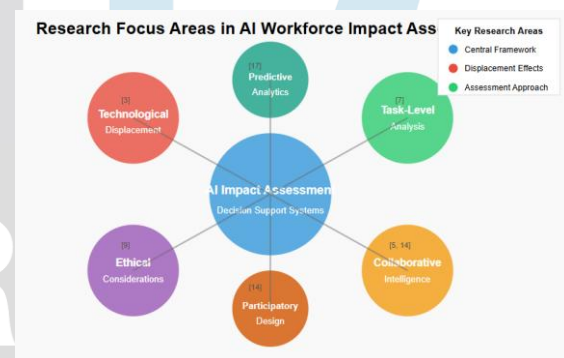 Research Focus Areas in AI Workforce Impact Ass
Key Research Areas
Central Framework
Displacement Effects
Assessment Approach
[17]
Predictive
Analytics
[3]
Technological
Displacement
[7]
Task-Level
Analysis
AI Impact Assessment
Decision Support Systems
[9]
Ethical
Considerations
[5, 14]
Collaborative
Intelligence
[14]
Participatory
Design